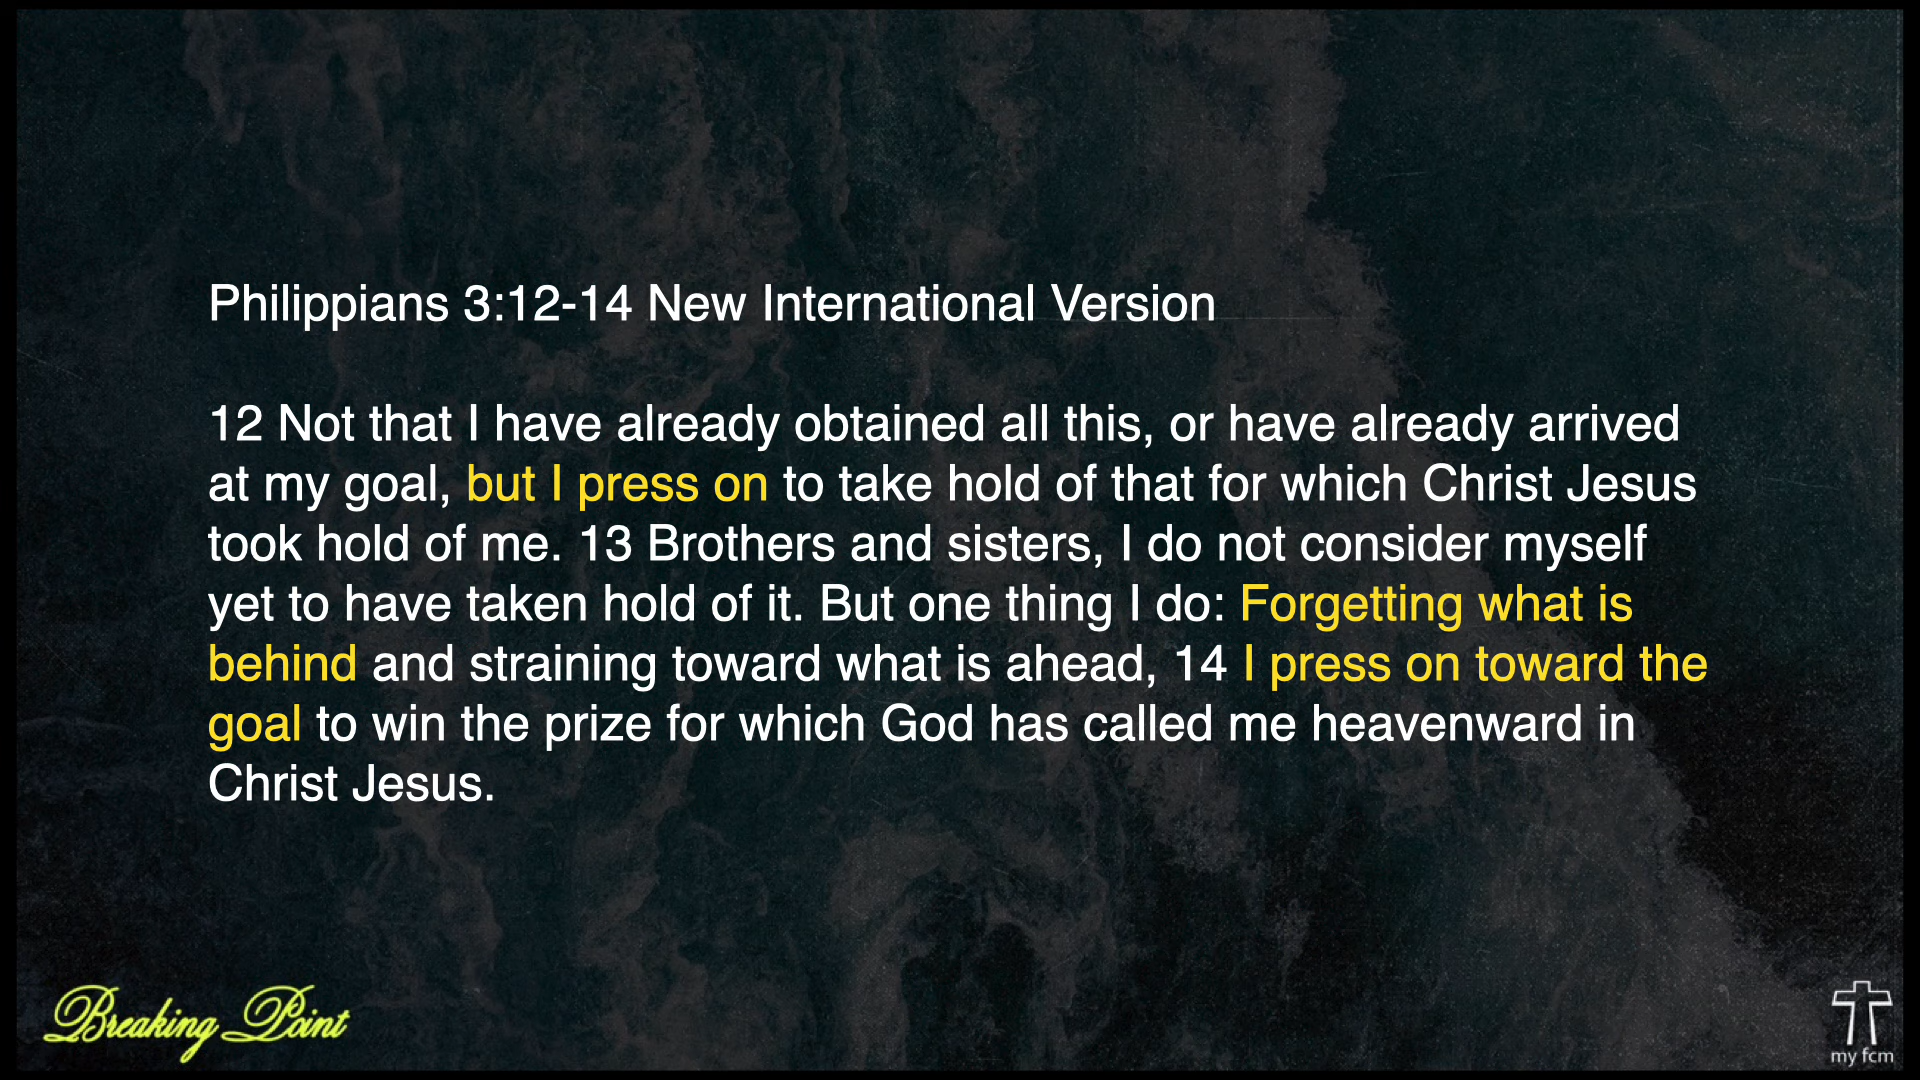 Philippians 3:12-14 New International Version
12 Not that I have already obtained all this, or have already arrived
at my goal, but I press on to take hold of that for which Christ Jesus
took hold of me. 13 Brothers and sisters, I do not consider myself
yet to have taken hold of it. But one thing I do: Forgetting what is
behind and straining toward what is ahead, 14 I press on toward the
goal to win the prize for which God has called me heavenward in
Christ Jesus.
Breaking Point
my fcm